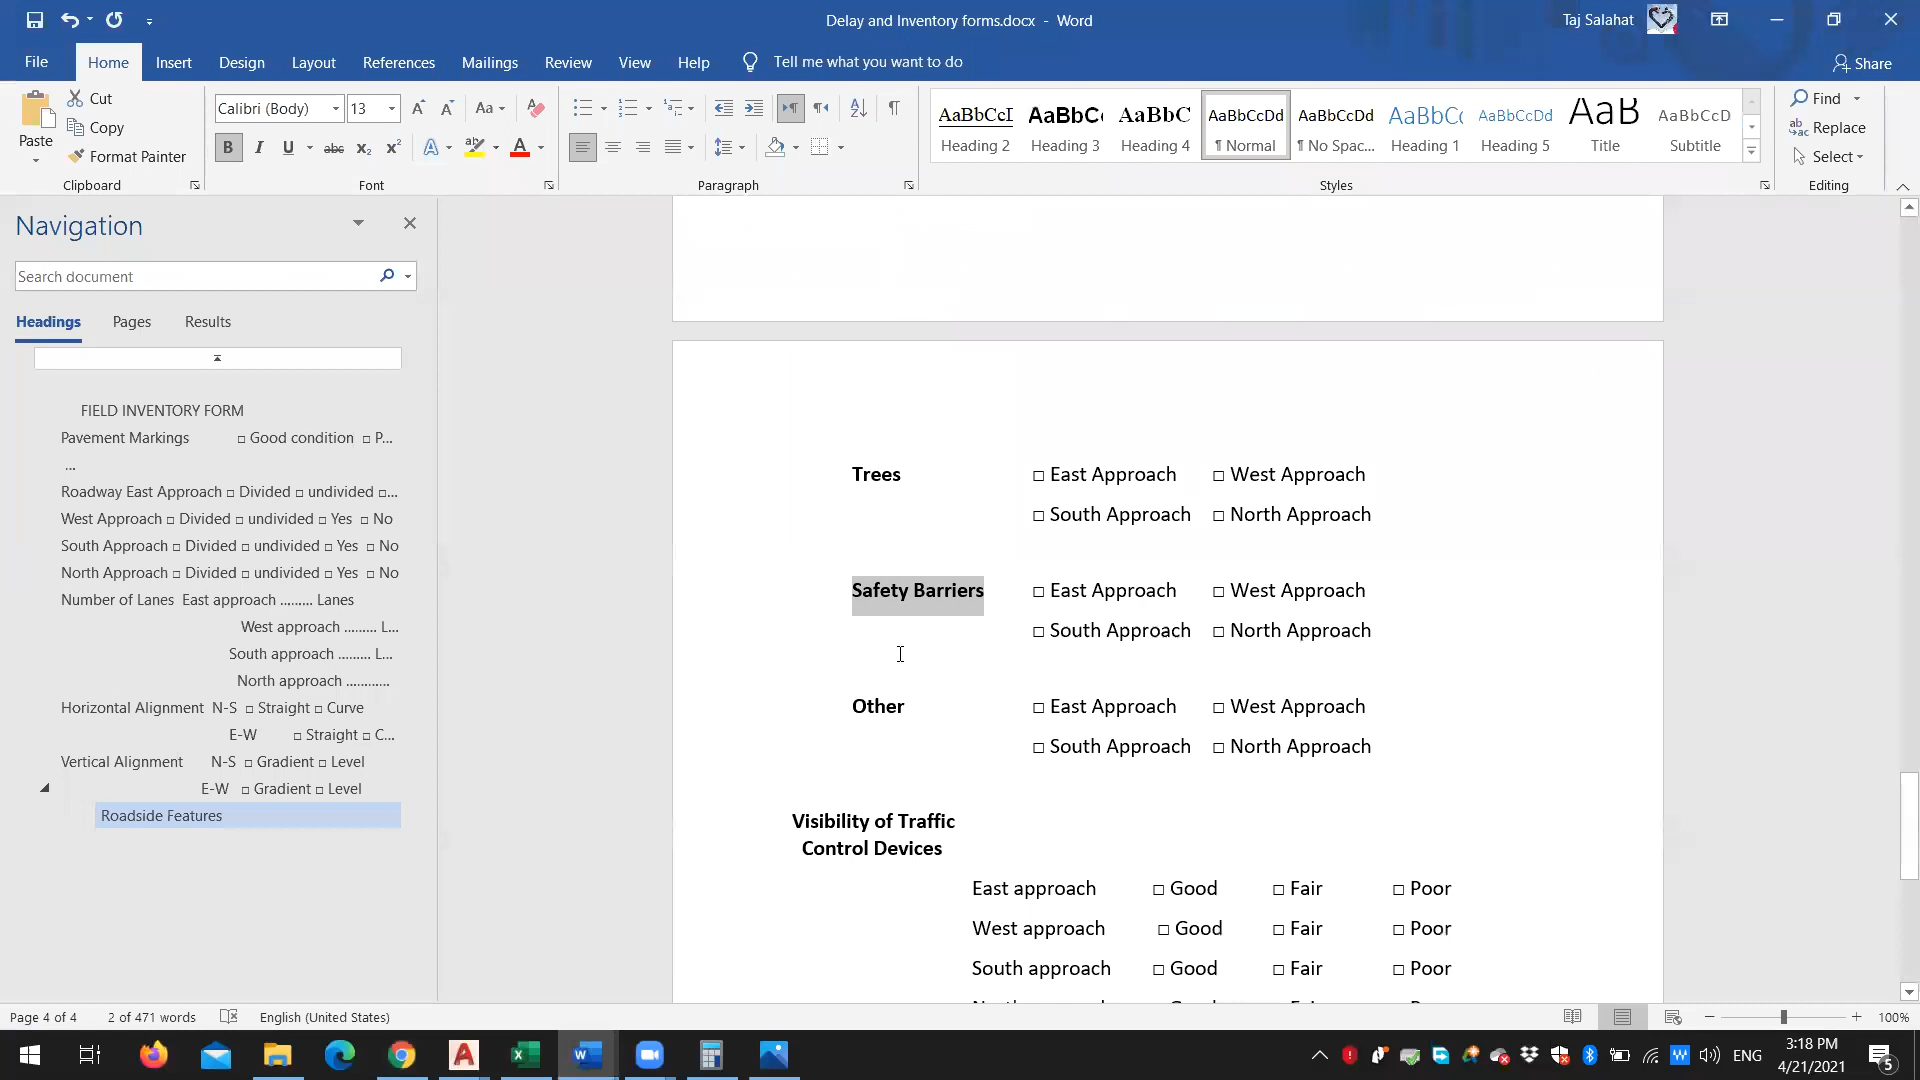 Delay and Inventory forms.docx - Word
Taj Salahat
File Home Insert Design Layout References Mailings Review View Help Tell me what you want to do Share
Paste
Cut
Copy
Format Painter
Clipboard
Calibri (Body) 13
Font
Paragraph
AaBbCcI AaBbC AaBbC AaBbCcDd AaBbCcDd AaBbCc AaBbCcDd AaB AaBbCcD
Heading 2 Heading 3 Heading 4 ¶ Normal ¶ No Spac... Heading 1 Heading 5 Title Subtitle
Styles
Find
Replace
Select
Editing
Navigation
Search document
Headings Pages Results
FIELD INVENTORY FORM
Pavement Markings □ Good condition □ P...
...
Roadway East Approach □ Divided □ undivided □...
West Approach □ Divided □ undivided □ Yes □ No
South Approach □ Divided □ undivided □ Yes □ No
North Approach □ Divided □ undivided □ Yes □ No
Number of Lanes East approach ......... Lanes
West approach ......... L...
South approach ......... L...
North approach ............
Horizontal Alignment N-S □ Straight □ Curve
E-W □ Straight □ C...
Vertical Alignment N-S □ Gradient □ Level
E-W □ Gradient □ Level
Roadside Features
Trees □ East Approach □ West Approach
□ South Approach □ North Approach
Safety Barriers □ East Approach □ West Approach
□ South Approach □ North Approach
Other □ East Approach □ West Approach
□ South Approach □ North Approach
Visibility of Traffic
Control Devices
East approach □ Good □ Fair □ Poor
West approach □ Good □ Fair □ Poor
South approach □ Good □ Fair □ Poor
Page 4 of 4 2 of 471 words English (United States) 100%
ENG
3:18 PM
4/21/2021
5